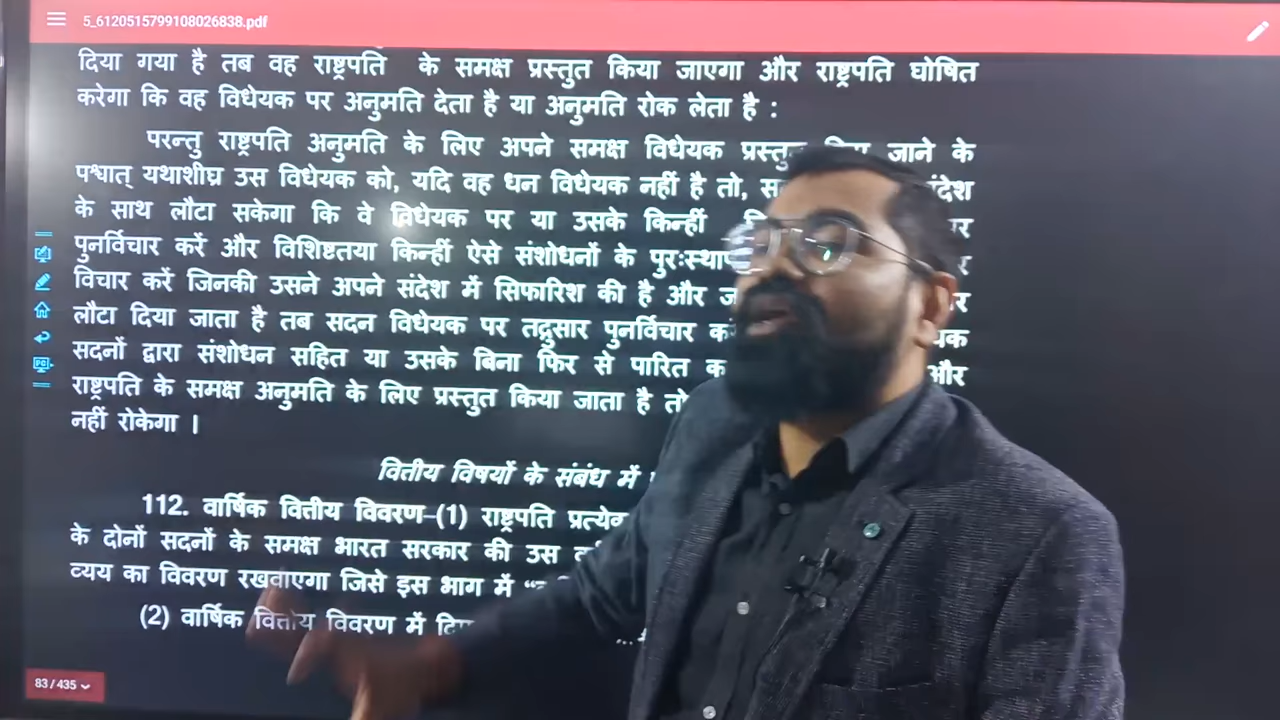 5_6120515799108026838.pdf
दिया गया है तब वह राष्ट्रपति के समक्ष प्रस्तुत किया जाएगा और राष्ट्रपति घोषित
करेगा कि वह विधेयक पर अनुमति देता है या अनुमति रोक लेता है :
परन्तु राष्ट्रपति अनुमति के लिए अपने समक्ष विधेयक जाने के
पश्चात् यथाशीघ्र उस विधेयक को, यदि वह धन विधेयक नहीं है तो,
के साथ लौटा सकेगा कि वे विधेयक पर या उसके किन्हीं
पुनर्विचार करें और विशिष्टतया किन्हीं ऐसे संशोधनों के
विचार करें जिनकी उसने अपने संदेश में सिफारिश की है और
लौटा दिया जाता है तब सदन विधेयक पर तद्नुसार पुनर्विचार
सदनों द्वारा संशोधन सहित या उसके बिना फिर से पारित और
राष्ट्रपति के समक्ष अनुमति के लिए प्रस्तुत किया जाता है तो
नहीं रोकेगा ।
वित्तीय विषयों के संबंध में
112. वार्षिक वित्तीय विवरण–(1) राष्ट्रपति
के दोनों सदनों के समक्ष भारत सरकार की उस
व्यय का विवरण रखवाएगा जिसे इस भाग में
(2) वार्षिक वित्तीय विवरण में
83 / 435